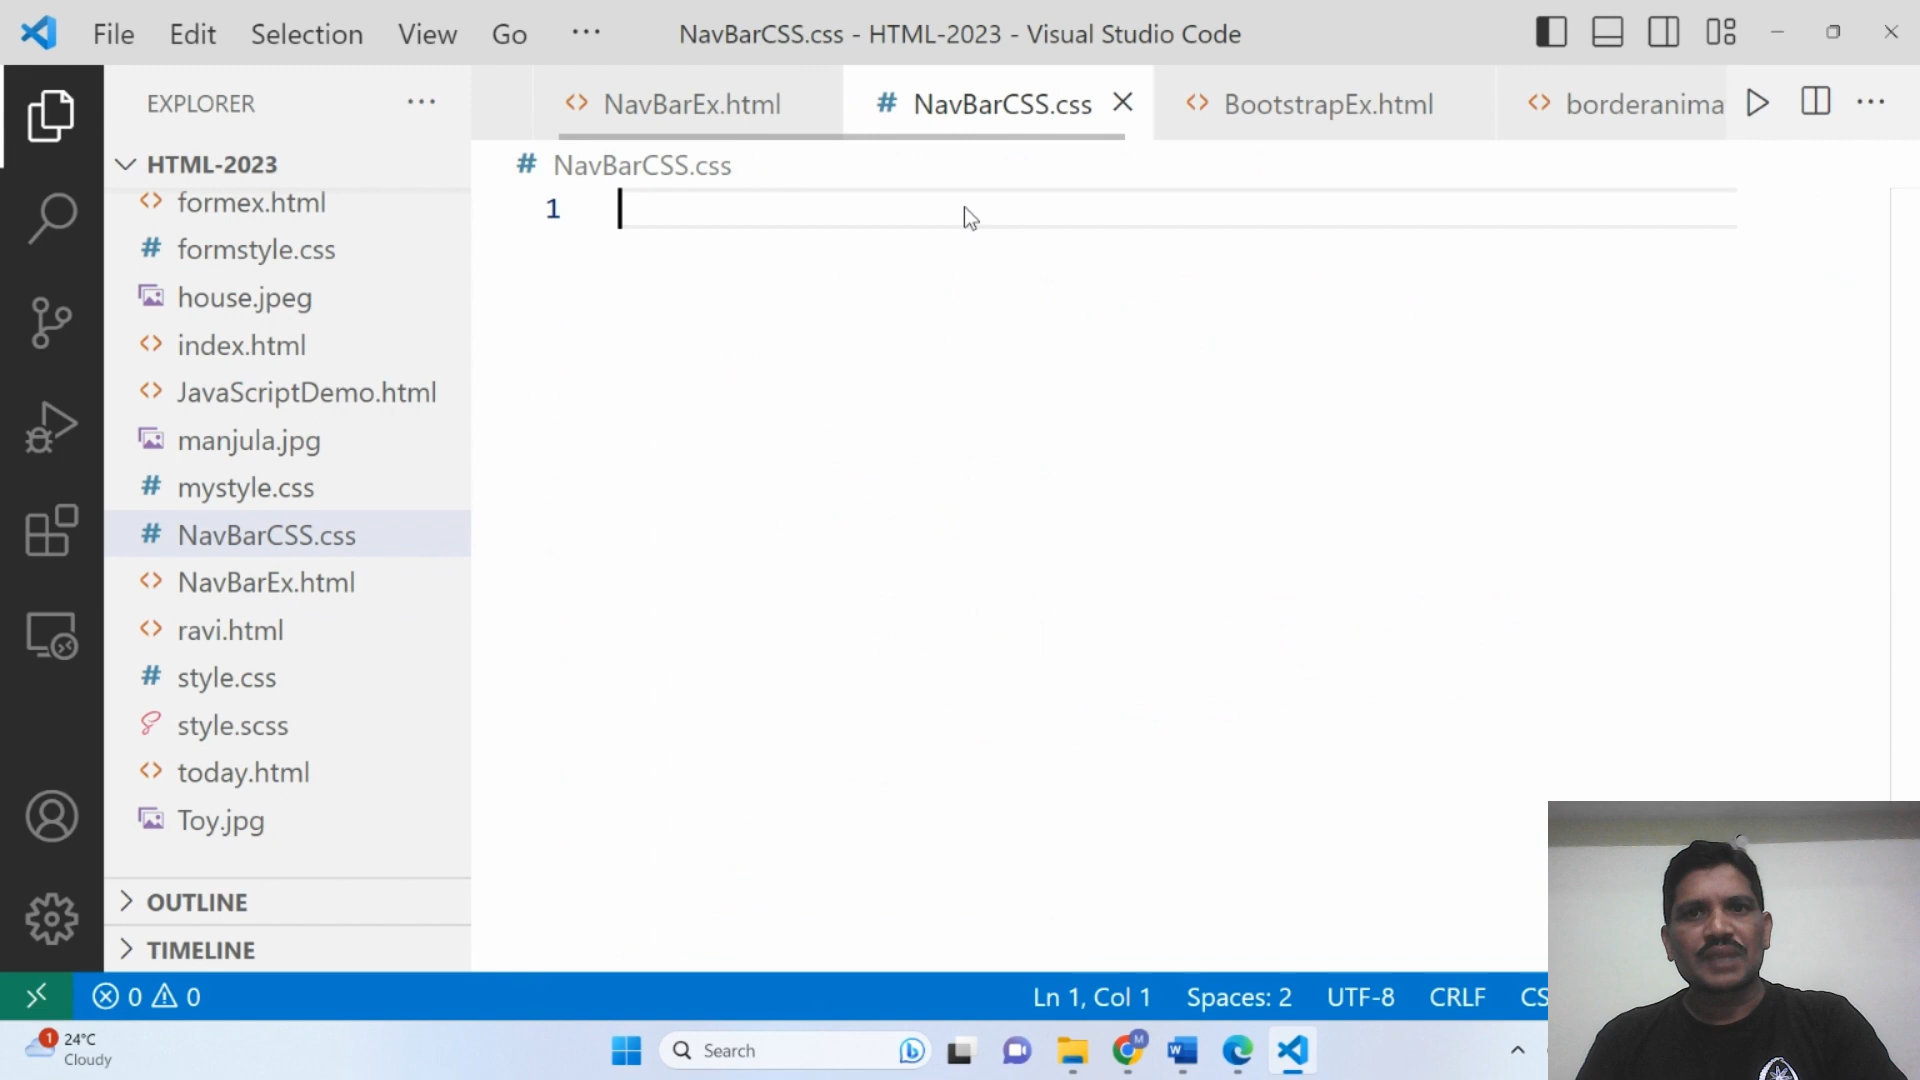 File Edit Selection View Go ··· NavBarCSS.css - HTML-2023 - Visual Studio Code
EXPLORER ···
NavBarEx.html
NavBarCSS.css
BootstrapEx.html
borderanima
HTML-2023
formex.html
formstyle.css
house.jpeg
index.html
JavaScriptDemo.html
manjula.jpg
mystyle.css
NavBarCSS.css
NavBarEx.html
ravi.html
style.css
style.scss
today.html
Toy.jpg
OUTLINE
TIMELINE
# NavBarCSS.css
1
0 0
Ln 1, Col 1 Spaces: 2 UTF-8 CRLF CS
1
24°C
Cloudy
Search
M
W